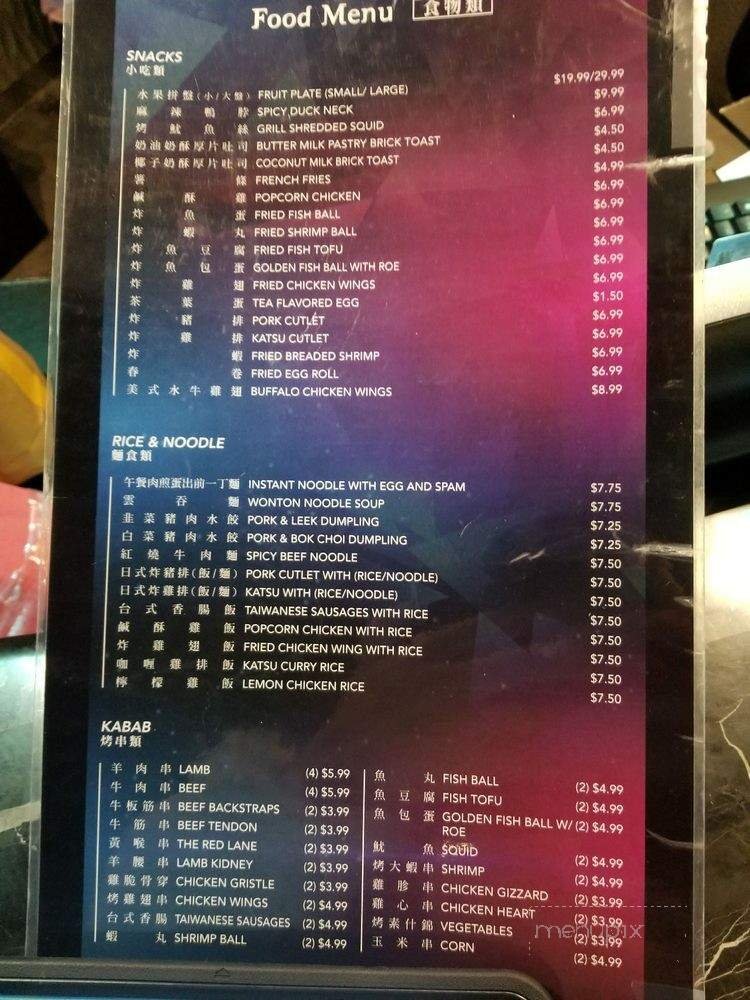 Food Menu 食物類
SNACKS
小吃類
水果拼盤(小/大盤) FRUIT PLATE (SMALL/ LARGE) $19.99/29.99
麻辣鴨脖 SPICY DUCK NECK $9.99
烤魷魚絲 GRILL SHREDDED SQUID $6.99
奶油奶酥厚片吐司 BUTTER MILK PASTRY BRICK TOAST $4.50
椰子奶酥厚片吐司 COCONUT MILK BRICK TOAST $4.50
薯條 FRENCH FRIES $4.99
鹹酥雞 POPCORN CHICKEN $6.99
炸魚蛋 FRIED FISH BALL $6.99
炸蝦丸 FRIED SHRIMP BALL $6.99
炸魚豆腐 FRIED FISH TOFU $6.99
炸魚包蛋 GOLDEN FISH BALL WITH ROE $6.99
炸雞翅 FRIED CHICKEN WINGS $6.99
茶葉蛋 TEA FLAVORED EGG $1.50
炸豬排 PORK CUTLET $6.99
炸雞排 KATSU CUTLET $6.99
炸蝦 FRIED BREADED SHRIMP $6.99
春卷 FRIED EGG ROLL $6.99
美式水牛雞翅 BUFFALO CHICKEN WINGS $8.99
RICE & NOODLE
麵食類
午餐肉煎蛋出前一丁麵 INSTANT NOODLE WITH EGG AND SPAM $7.75
雲吞麵 WONTON NOODLE SOUP $7.75
韭菜豬肉水餃 PORK & LEEK DUMPLING $7.25
白菜豬肉水餃 PORK & BOK CHOI DUMPLING $7.25
紅燒牛肉麵 SPICY BEEF NOODLE $7.50
日式炸豬排(飯/麵) PORK CUTLET WITH (RICE/NOODLE) $7.50
日式炸雞排(飯/麵) KATSU WITH (RICE/NOODLE) $7.50
台式香腸飯 TAIWANESE SAUSAGES WITH RICE $7.50
鹹酥雞飯 POPCORN CHICKEN WITH RICE $7.50
炸雞翅飯 FRIED CHICKEN WING WITH RICE $7.50
咖喱雞排飯 KATSU CURRY RICE $7.50
檸檬雞飯 LEMON CHICKEN RICE $7.50
KABAB
烤串類
羊肉串 LAMB (4) $5.99
牛肉串 BEEF (4) $5.99
牛板筋串 BEEF BACKSTRAPS (2) $3.99
牛筋串 BEEF TENDON (2) $3.99
黃喉串 THE RED LANE (2) $3.99
羊腰串 LAMB KIDNEY (2) $3.99
雞脆骨穿 CHICKEN GRISTLE (2) $3.99
烤雞翅串 CHICKEN WINGS (2) $4.99
台式香腸 TAIWANESE SAUSAGES (2) $4.99
蝦丸 SHRIMP BALL (2) $4.99
魚丸 FISH BALL (2) $4.99
魚豆腐 FISH TOFU (2) $4.99
魚包蛋 GOLDEN FISH BALL W/ (2) $4.99
ROE
魷魚 SQUID (2) $4.99
烤大蝦串 SHRIMP (2) $4.99
雞胗串 CHICKEN GIZZARD (2) $3.99
雞心串 CHICKEN HEART (2) $3.99
烤素什錦 VEGETABLES (2) $3.99
玉米串 CORN (2) $4.99
menupix